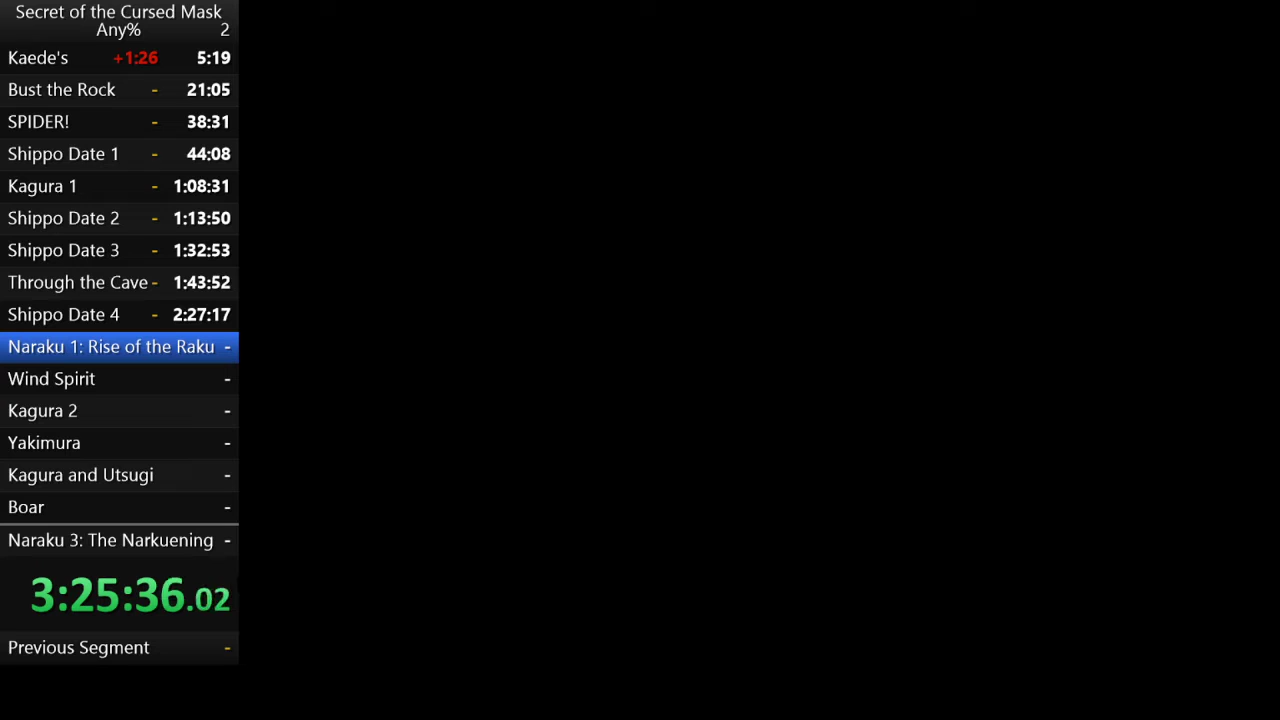 Secret of the Cursed Mask
Any% 2
Kaede's +1:26 5:19
Bust the Rock - 21:05
SPIDER! - 38:31
Shippo Date 1 - 44:08
Kagura 1 - 1:08:31
Shippo Date 2 - 1:13:50
Shippo Date 3 - 1:32:53
Through the Cave - 1:43:52
Shippo Date 4 - 2:27:17
Naraku 1: Rise of the Raku -
Wind Spirit -
Kagura 2 -
Yakimura -
Kagura and Utsugi -
Boar -
Naraku 3: The Narkuening -
3:25:36.02
Previous Segment -